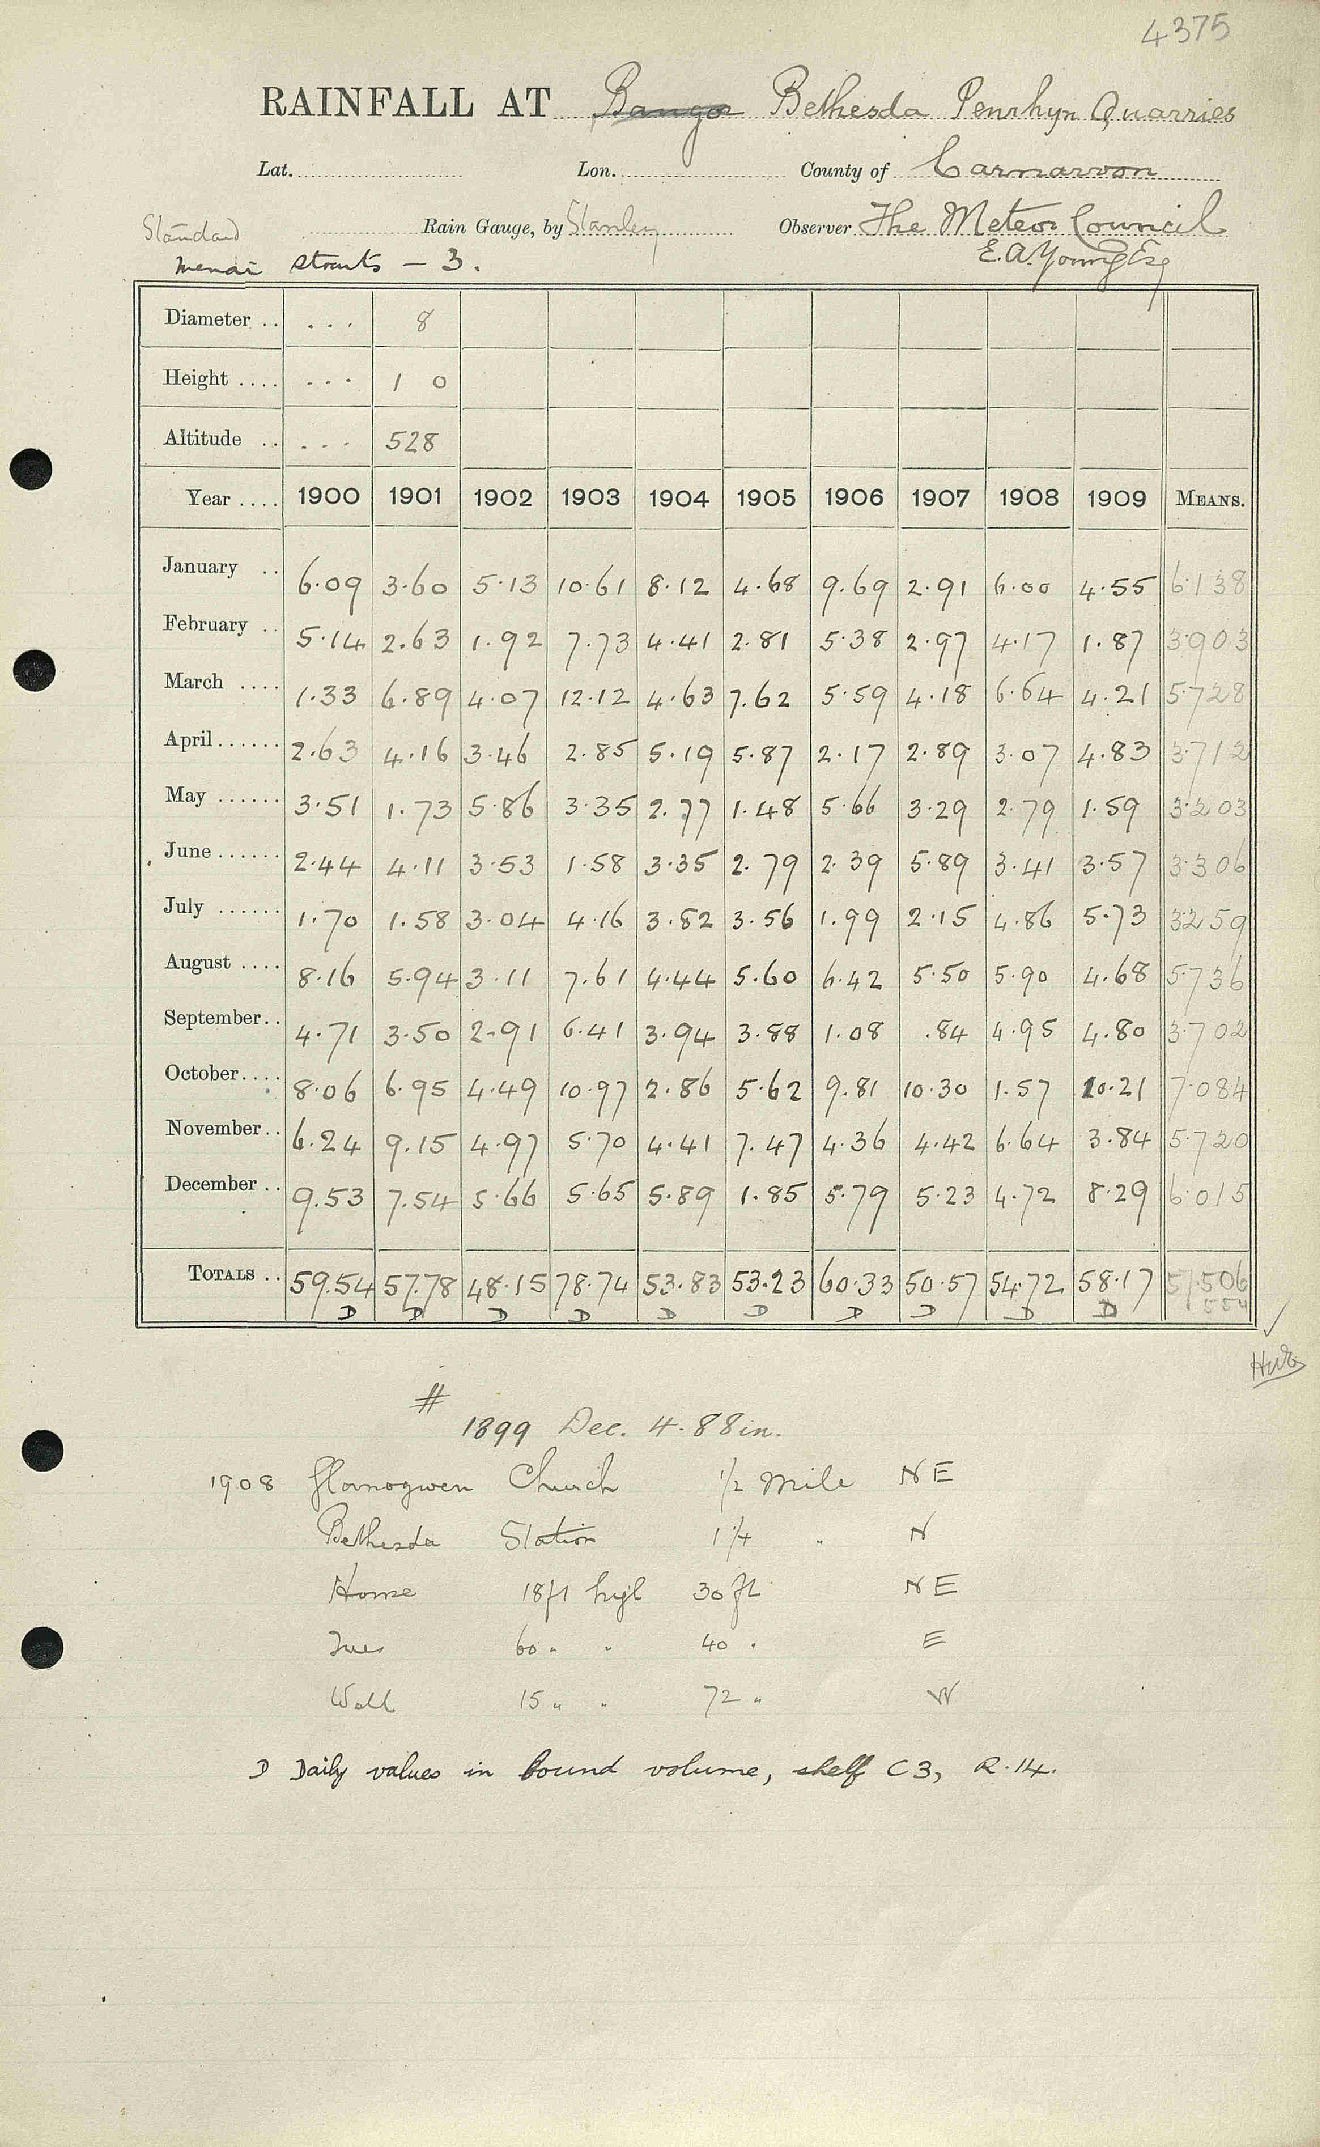 4375
RAINFALL AT Bangor Bethesda Penrhyn Quarries
Lat. Lon. County of Carnarvon
Standard Rain Gauge, by Stanley Observer The Meteor Council
Menai Straits – 3. E. A. Young Esq
Diameter .. ... 8
Height .... ... 1 0
Altitude .. ... 528
Year .... 1900 1901 1902 1903 1904 1905 1906 1907 1908 1909 MEANS.
January .. 6.09 3.60 5.13 10.61 8.12 4.68 9.69 2.91 6.00 4.55 6.138
February .. 5.14 2.63 1.92 7.73 4.41 2.81 5.38 2.97 4.17 1.87 3.903
March .... 1.33 6.89 4.07 12.12 4.63 7.62 5.59 4.18 6.64 4.21 5.728
April...... 2.63 4.16 3.46 2.85 5.19 5.87 2.17 2.89 3.07 4.83 3.712
May ...... 3.51 1.73 5.86 3.35 2.77 1.48 5.66 3.29 2.79 1.59 3.203
June...... 2.44 4.11 3.53 1.58 3.35 2.79 2.39 5.89 3.41 3.57 3.306
July ...... 1.70 1.58 3.04 4.16 3.82 3.56 1.99 2.15 4.86 5.73 3.259
August .... 8.16 5.94 3.11 7.61 4.44 5.60 6.42 5.50 5.90 4.68 5.736
September.. 4.71 3.50 2.91 6.41 3.94 3.88 1.08 .84 4.95 4.80 3.702
October.... 8.06 6.95 4.49 10.97 2.86 5.62 9.81 10.30 1.57 10.21 7.084
November.. 6.24 9.15 4.97 5.70 4.41 7.47 4.36 4.42 6.64 3.84 5.720
December .. 9.53 7.54 5.66 5.65 5.89 1.85 5.79 5.23 4.72 8.29 6.015
TOTALS .. 59.54 57.78 48.15 78.74 53.83 53.23 60.33 50.57 54.72 58.17 51.506
D D D D D D D D D D 554
#
1899 Dec. 4.88in.
1908 Glanogwen Church 1/2 mile NE
Bethesda Station 1 1/4 " N
House 18ft high 30 ft NE
Trees 60 " " 40 " E
Wall 15 " " 72 " W
D Daily values in bound volume, shelf C3, R.14.